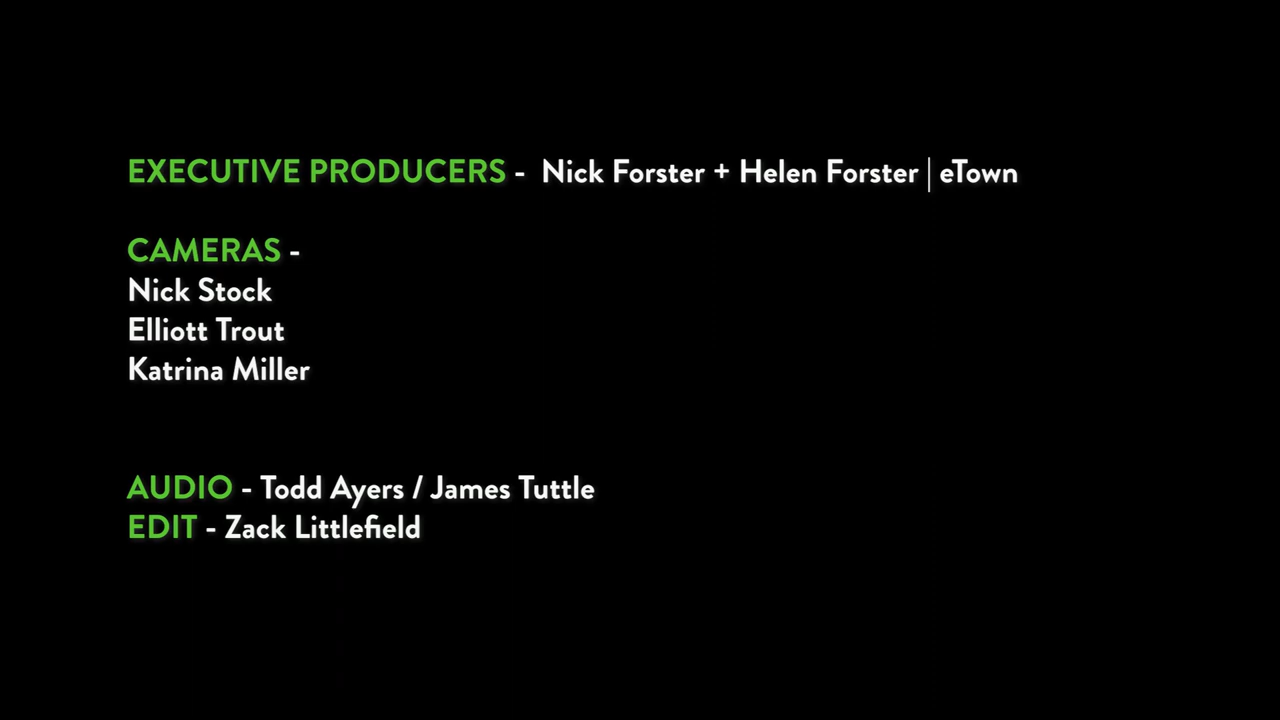 EXECUTIVE PRODUCERS - Nick Forster + Helen Forster | eTown
CAMERAS -
Nick Stock
Elliott Trout
Katrina Miller
AUDIO - Todd Ayers / James Tuttle
EDIT - Zack Littlefield